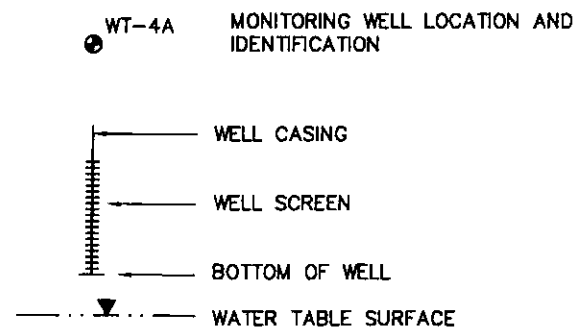 WT-4A MONITORING WELL LOCATION AND
IDENTIFICATION
WELL CASING
WELL SCREEN
BOTTOM OF WELL
WATER TABLE SURFACE